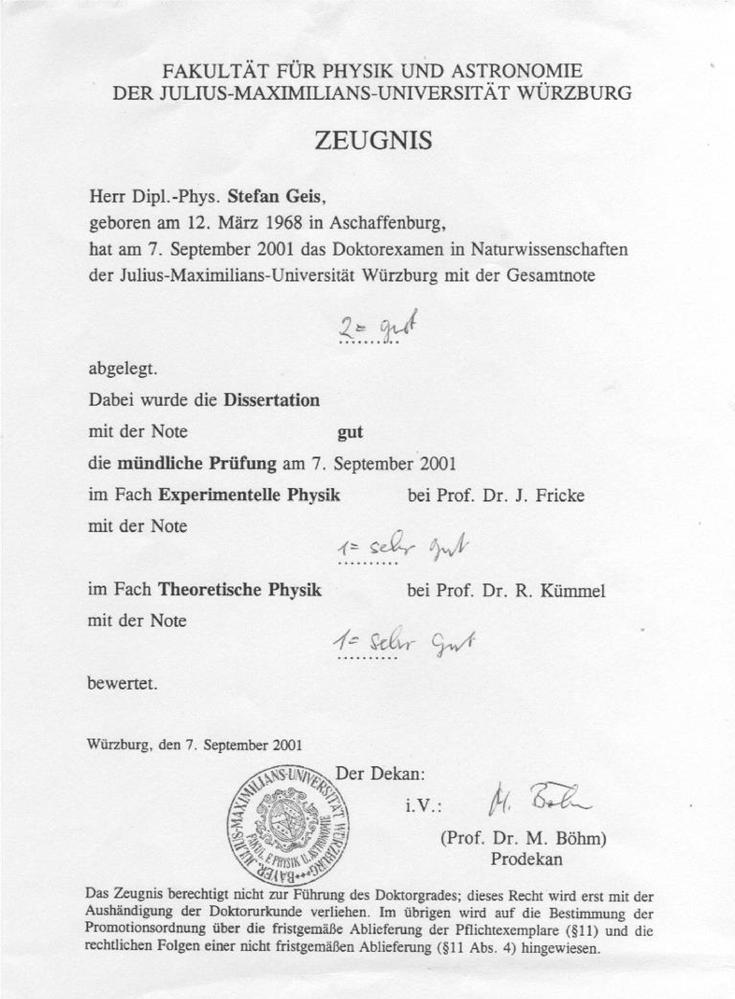 FAKULTÄT FÜR PHYSIK UND ASTRONOMIE
DER JULIUS-MAXIMILIANS-UNIVERSITÄT WÜRZBURG
ZEUGNIS
Herr Dipl.-Phys. Stefan Geis,
geboren am 12. März 1968 in Aschaffenburg,
hat am 7. September 2001 das Doktorexamen in Naturwissenschaften
der Julius-Maximilians-Universität Würzburg mit der Gesamtnote
2= gut
..........
abgelegt.
Dabei wurde die Dissertation
mit der Note gut
die mündliche Prüfung am 7. September 2001
im Fach Experimentelle Physik bei Prof. Dr. J. Fricke
mit der Note
1= sehr gut
..........
im Fach Theoretische Physik bei Prof. Dr. R. Kümmel
mit der Note
1= sehr gut
..........
bewertet.
Würzburg, den 7. September 2001
Der Dekan:
i.V.: M. Böhm
(Prof. Dr. M. Böhm)
Prodekan
BAYER. JULIUS-MAXIMILIANS-UNIVERSITÄT WÜRZBURG
FAKUL. F. PHYSIK U. ASTRONOMIE
Das Zeugnis berechtigt nicht zur Führung des Doktorgrades; dieses Recht wird erst mit der
Aushändigung der Doktorurkunde verliehen. Im übrigen wird auf die Bestimmung der
Promotionsordnung über die fristgemäße Ablieferung der Pflichtexemplare (§11) und die
rechtlichen Folgen einer nicht fristgemäßen Ablieferung (§11 Abs. 4) hingewiesen.